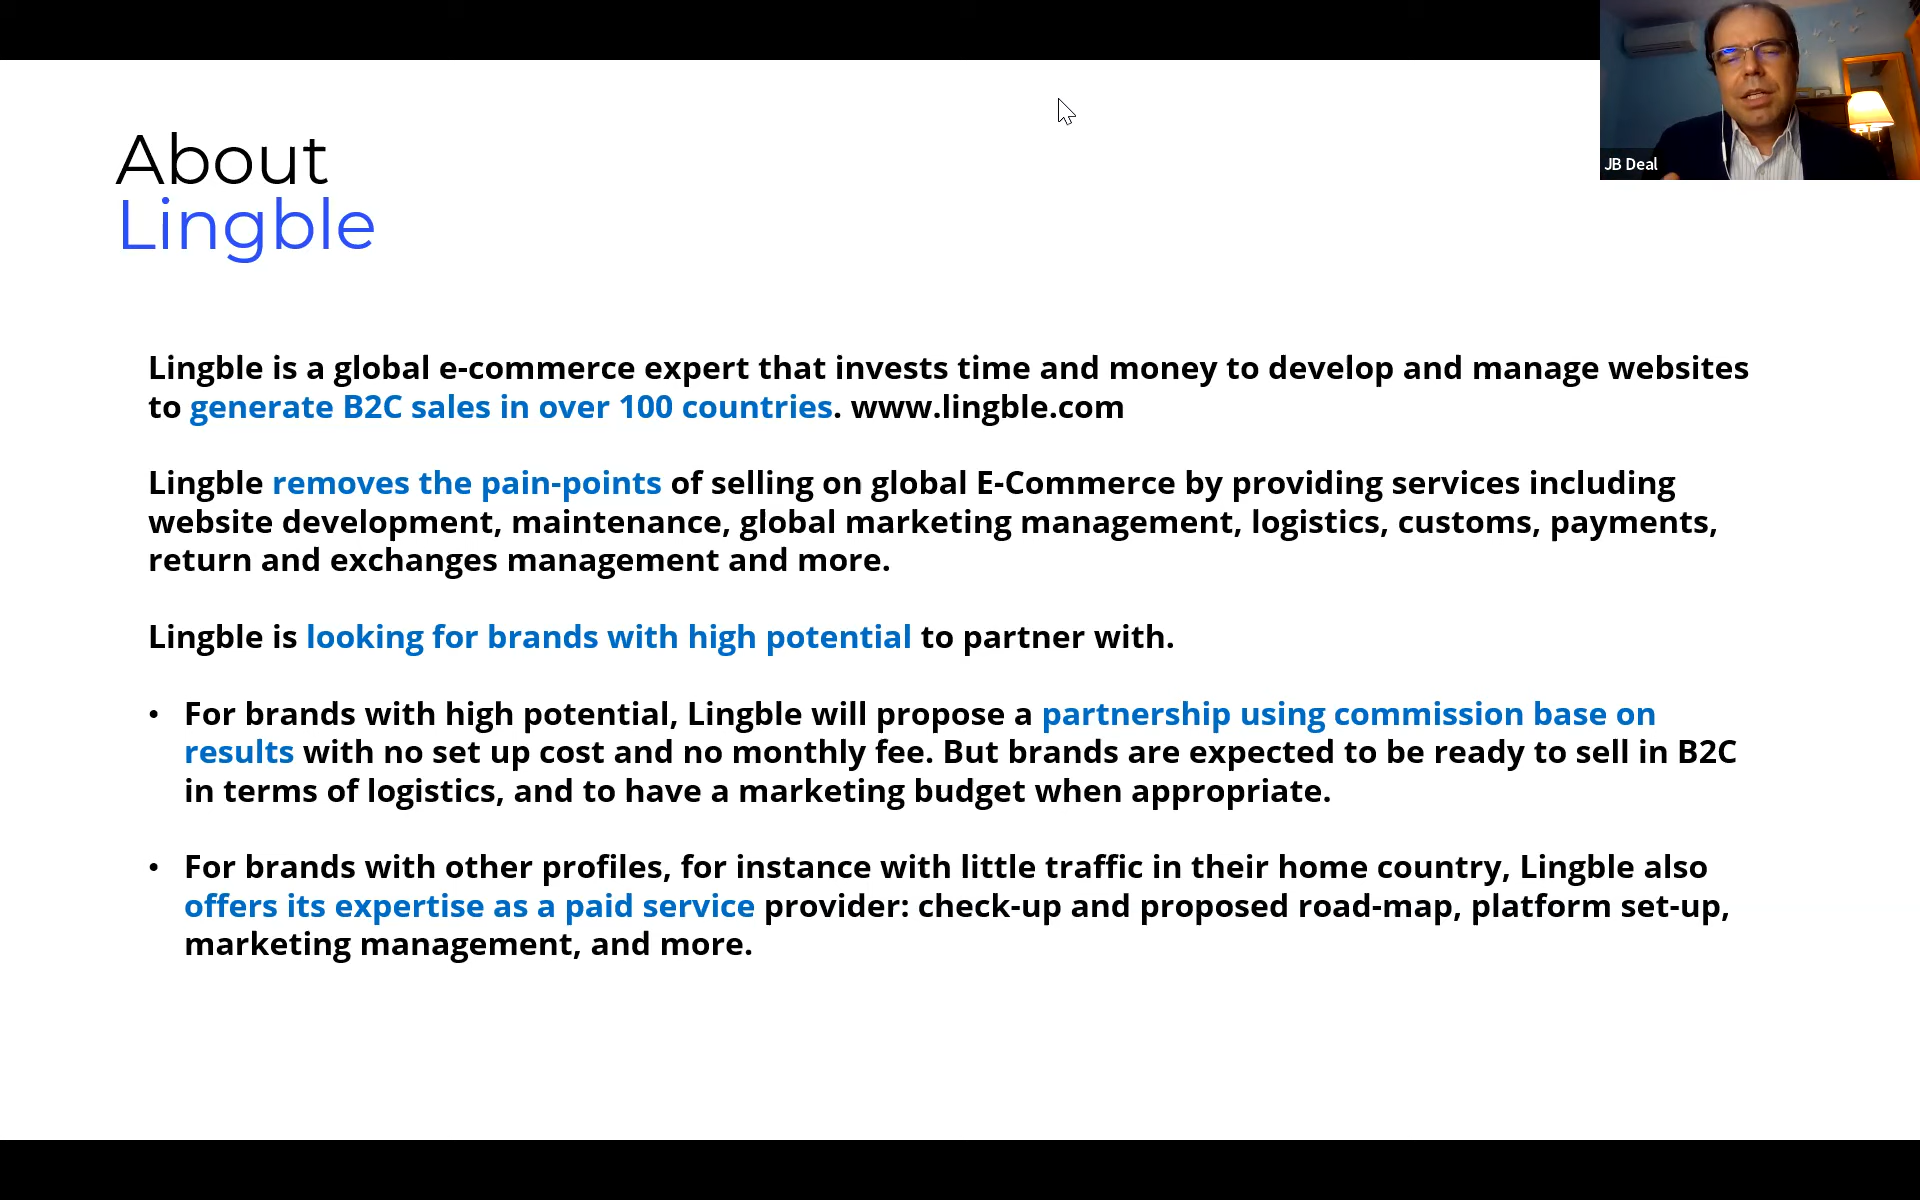 About
Lingble
JB Deal
Lingble is a global e-commerce expert that invests time and money to develop and manage websites
to generate B2C sales in over 100 countries. www.lingble.com
Lingble removes the pain-points of selling on global E-Commerce by providing services including
website development, maintenance, global marketing management, logistics, customs, payments,
return and exchanges management and more.
Lingble is looking for brands with high potential to partner with.
• For brands with high potential, Lingble will propose a partnership using commission base on
results with no set up cost and no monthly fee. But brands are expected to be ready to sell in B2C
in terms of logistics, and to have a marketing budget when appropriate.
• For brands with other profiles, for instance with little traffic in their home country, Lingble also
offers its expertise as a paid service provider: check-up and proposed road-map, platform set-up,
marketing management, and more.